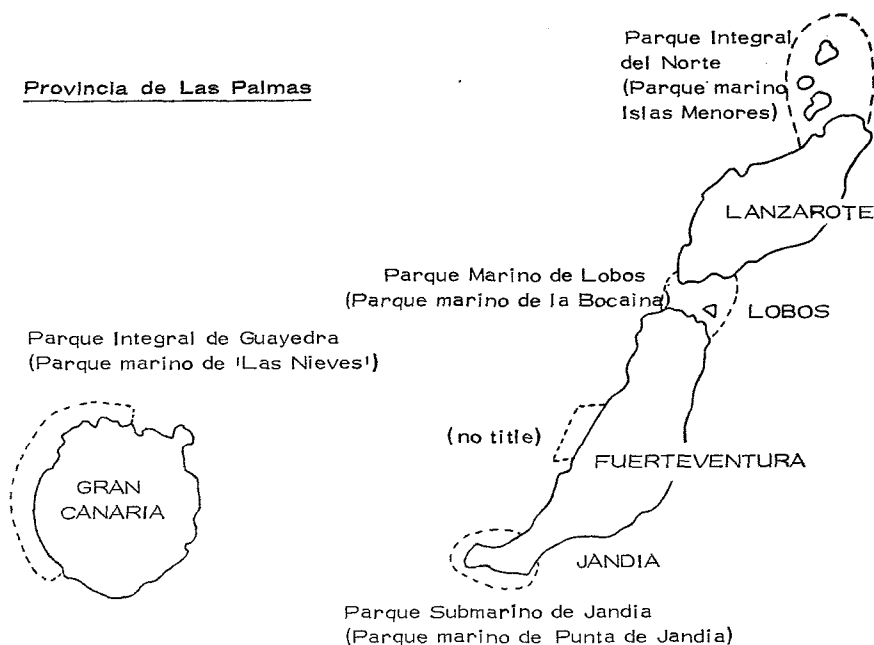 Provincia de Las Palmas
Parque Integral
del Norte
(Parque marino
Islas Menores)
LANZAROTE
Parque Marino de Lobos
(Parque marino de la Bocaina)
LOBOS
Parque Integral de Guayedra
(Parque marino de 'Las Nieves')
(no title)
FUERTEVENTURA
GRAN
CANARIA
JANDIA
Parque Submarino de Jandia
(Parque marino de Punta de Jandia)